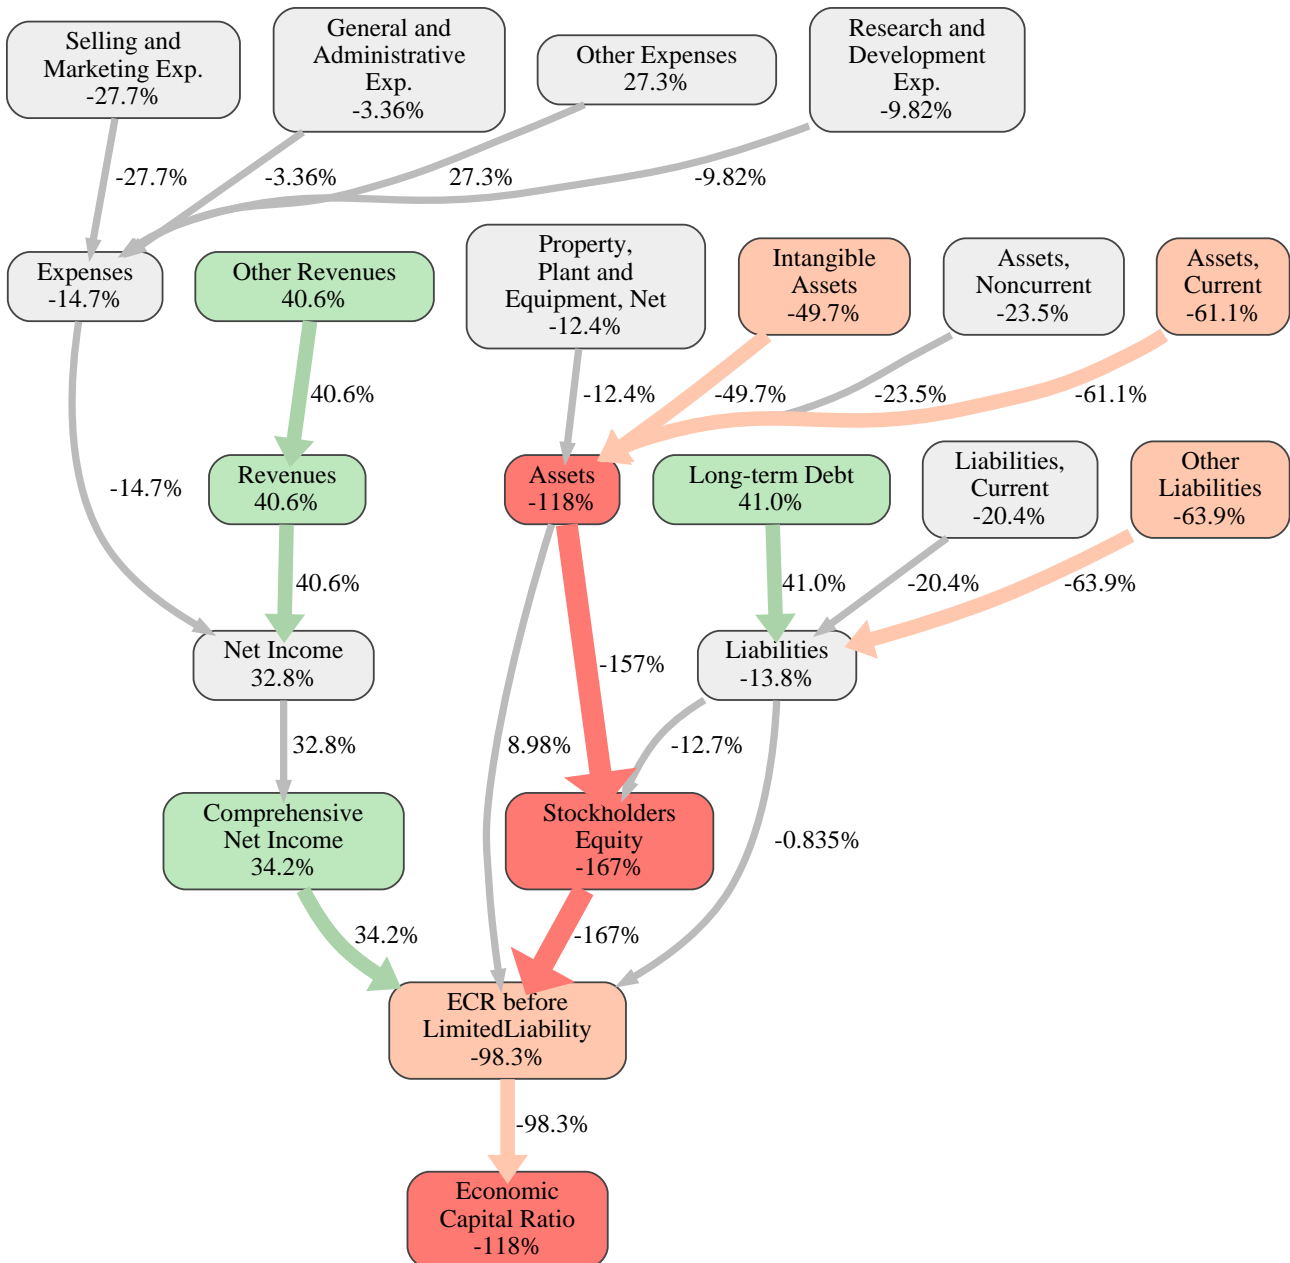 Selling and
Marketing Exp.
-27.7%
General and
Administrative
Exp.
-3.36%
Other Expenses
27.3%
Research and
Development
Exp.
-9.82%
-27.7%
-3.36%
27.3%
-9.82%
Expenses
-14.7%
Other Revenues
40.6%
Property,
Plant and
Equipment, Net
-12.4%
Intangible
Assets
-49.7%
Assets,
Noncurrent
-23.5%
Assets,
Current
-61.1%
40.6%
-12.4%
-49.7%
-23.5%
-61.1%
-14.7%
Revenues
40.6%
Assets
-118%
Long-term Debt
41.0%
Liabilities,
Current
-20.4%
Other
Liabilities
-63.9%
40.6%
41.0%
-20.4%
-63.9%
Net Income
32.8%
-157%
Liabilities
-13.8%
32.8%
8.98%
-12.7%
Comprehensive
Net Income
34.2%
Stockholders
Equity
-167%
-0.835%
34.2%
-167%
ECR before
LimitedLiability
-98.3%
-98.3%
Economic
Capital Ratio
-118%